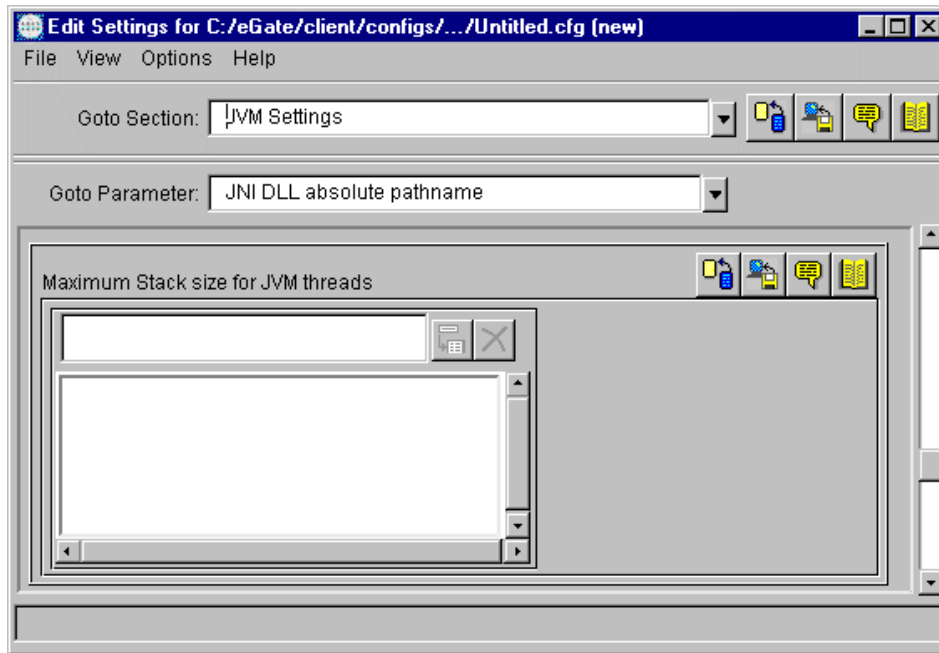 Edit Settings for C:/eGate/client/configs/.../Untitled.cfg (new)
File View Options Help
Goto Section: JVM Settings
Goto Parameter: JNI DLL absolute pathname
Maximum Stack size for JVM threads